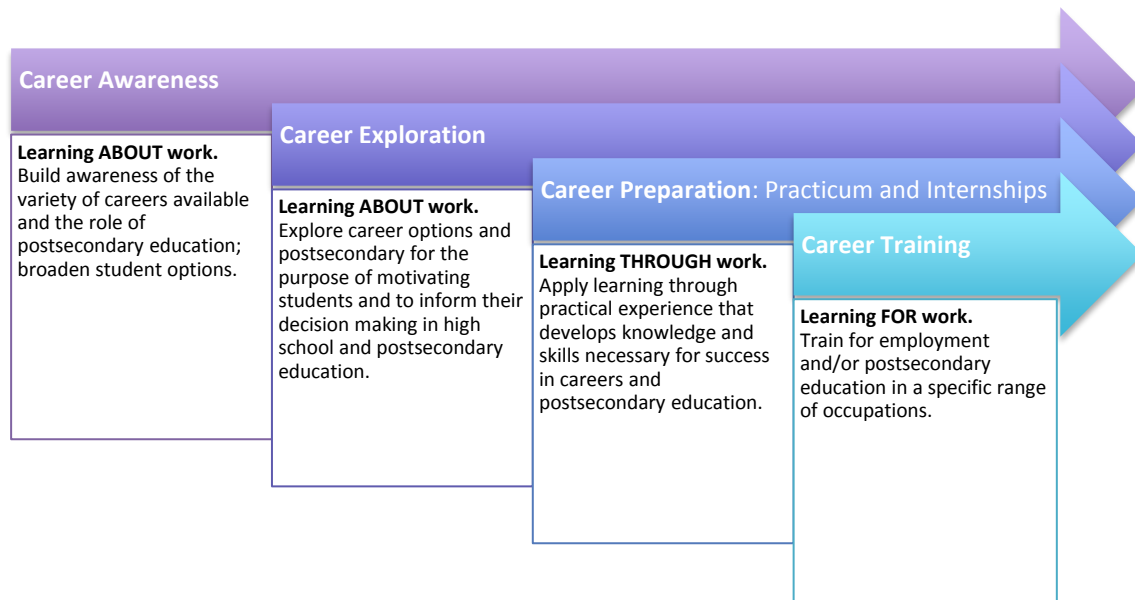 Career Awareness
Learning ABOUT work.
Build awareness of the
variety of careers available
and the role of
postsecondary education;
broaden student options.
Career Exploration
Learning ABOUT work.
Explore career options and
postsecondary for the
purpose of motivating
students and to inform their
decision making in high
school and postsecondary
education.
Career Preparation: Practicum and Internships
Learning THROUGH work.
Apply learning through
practical experience that
develops knowledge and
skills necessary for success
in careers and
postsecondary education.
Career Training
Learning FOR work.
Train for employment
and/or postsecondary
education in a specific range
of occupations.